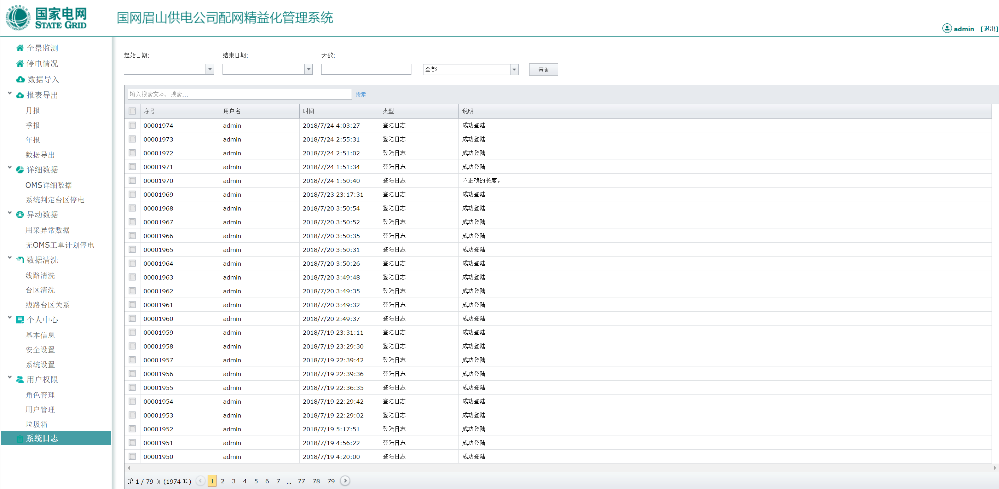 国家电网
STATE GRID
国网眉山供电公司配网精益化管理系统
admin [退出]
全景监测
停电情况
数据导入
报表导出
月报
季报
年报
数据导出
详细数据
OMS详细数据
系统判定台区停电
异动数据
用采异常数据
无OMS工单计划停电
数据清洗
线路清洗
台区清洗
线路台区关系
个人中心
基本信息
安全设置
系统设置
用户权限
角色管理
用户管理
垃圾箱
系统日志
起始日期: 结束日期: 天数:
全部 查询
输入搜索文本，搜索... 搜索
序号 用户名 时间 类型 说明
00001974 admin 2018/7/24 4:03:27 登陆日志 成功登陆
00001973 admin 2018/7/24 2:55:31 登陆日志 成功登陆
00001972 admin 2018/7/24 2:51:02 登陆日志 成功登陆
00001971 admin 2018/7/24 1:51:34 登陆日志 成功登陆
00001970 admin 2018/7/24 1:50:40 登陆日志 不正确的长度。
00001969 admin 2018/7/23 23:17:31 登陆日志 成功登陆
00001968 admin 2018/7/20 3:50:54 登陆日志 成功登陆
00001967 admin 2018/7/20 3:50:52 登陆日志 成功登陆
00001966 admin 2018/7/20 3:50:35 登陆日志 成功登陆
00001965 admin 2018/7/20 3:50:31 登陆日志 成功登陆
00001964 admin 2018/7/20 3:50:26 登陆日志 成功登陆
00001963 admin 2018/7/20 3:49:48 登陆日志 成功登陆
00001962 admin 2018/7/20 3:49:35 登陆日志 成功登陆
00001961 admin 2018/7/20 3:49:32 登陆日志 成功登陆
00001960 admin 2018/7/20 2:49:37 登陆日志 成功登陆
00001959 admin 2018/7/19 23:31:11 登陆日志 成功登陆
00001958 admin 2018/7/19 23:29:30 登陆日志 成功登陆
00001957 admin 2018/7/19 22:39:42 登陆日志 成功登陆
00001956 admin 2018/7/19 22:39:36 登陆日志 成功登陆
00001955 admin 2018/7/19 22:36:35 登陆日志 成功登陆
00001954 admin 2018/7/19 22:29:42 登陆日志 成功登陆
00001953 admin 2018/7/19 22:29:02 登陆日志 成功登陆
00001952 admin 2018/7/19 5:17:51 登陆日志 成功登陆
00001951 admin 2018/7/19 4:56:22 登陆日志 成功登陆
00001950 admin 2018/7/19 4:20:00 登陆日志 成功登陆
第 1 / 79 页 (1974 项) 1 2 3 4 5 6 7 ... 77 78 79